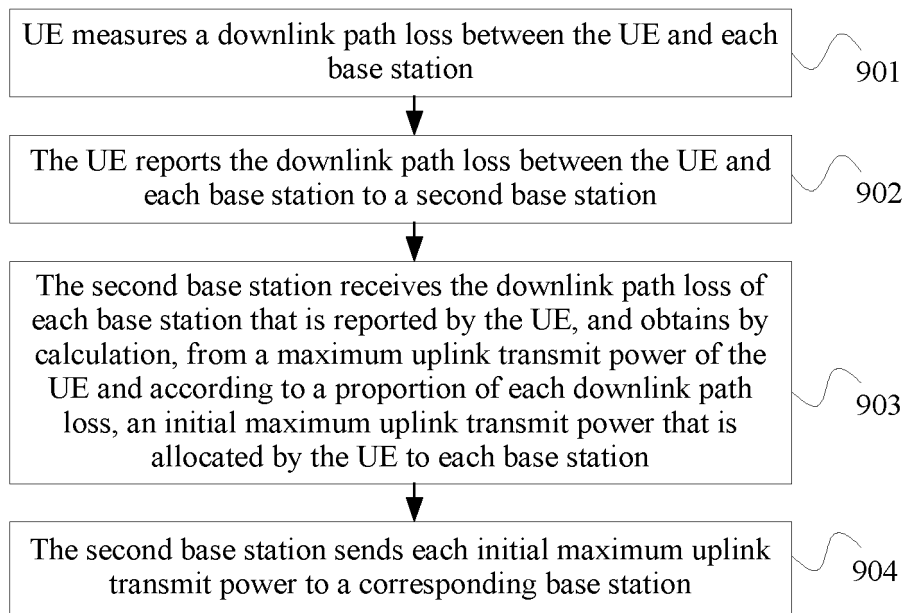 UE measures a downlink path loss between the UE and each
base station
901
The UE reports the downlink path loss between the UE and
each base station to a second base station
902
The second base station receives the downlink path loss of
each base station that is reported by the UE, and obtains by
calculation, from a maximum uplink transmit power of the
UE and according to a proportion of each downlink path
loss, an initial maximum uplink transmit power that is
allocated by the UE to each base station
903
The second base station sends each initial maximum uplink
transmit power to a corresponding base station
904